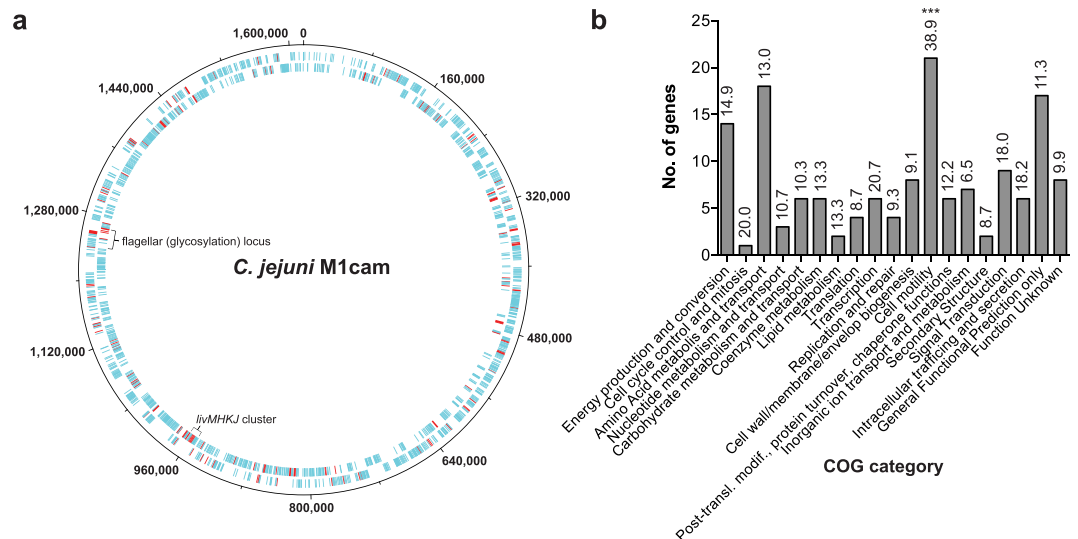 a
1,600,000
0
160,000
320,000
480,000
640,000
800,000
960,000
1,120,000
1,280,000
1,440,000
flagellar (glycosylation) locus
C. jejuni M1cam
livMHKJ cluster
b
No. of genes
25
20
15
10
5
0
14.9
20.0
13.0
10.7
10.3
13.3
13.3
8.7
20.7
9.3
9.1
***
38.9
12.2
6.5
8.7
18.0
18.2
11.3
9.9
Energy production and conversion
Cell cycle control and mitosis
Amino Acid metabolis and transport
Nucleotide metabolism and transport
Carbohydrate metabolism and transport
Coenzyme metabolism
Lipid metabolism
Translation
Transcription
Replication and repair
Cell wall/membrane/envelop biogenesis
Cell motility
Post-transl. modif., protein turnover, chaperone functions
Inorganic ion transport and metabolism
Secondary Structure
Signal Transduction
Intracellular trafficing and secretion
General Functional Prediction only
Function Unknown
COG category